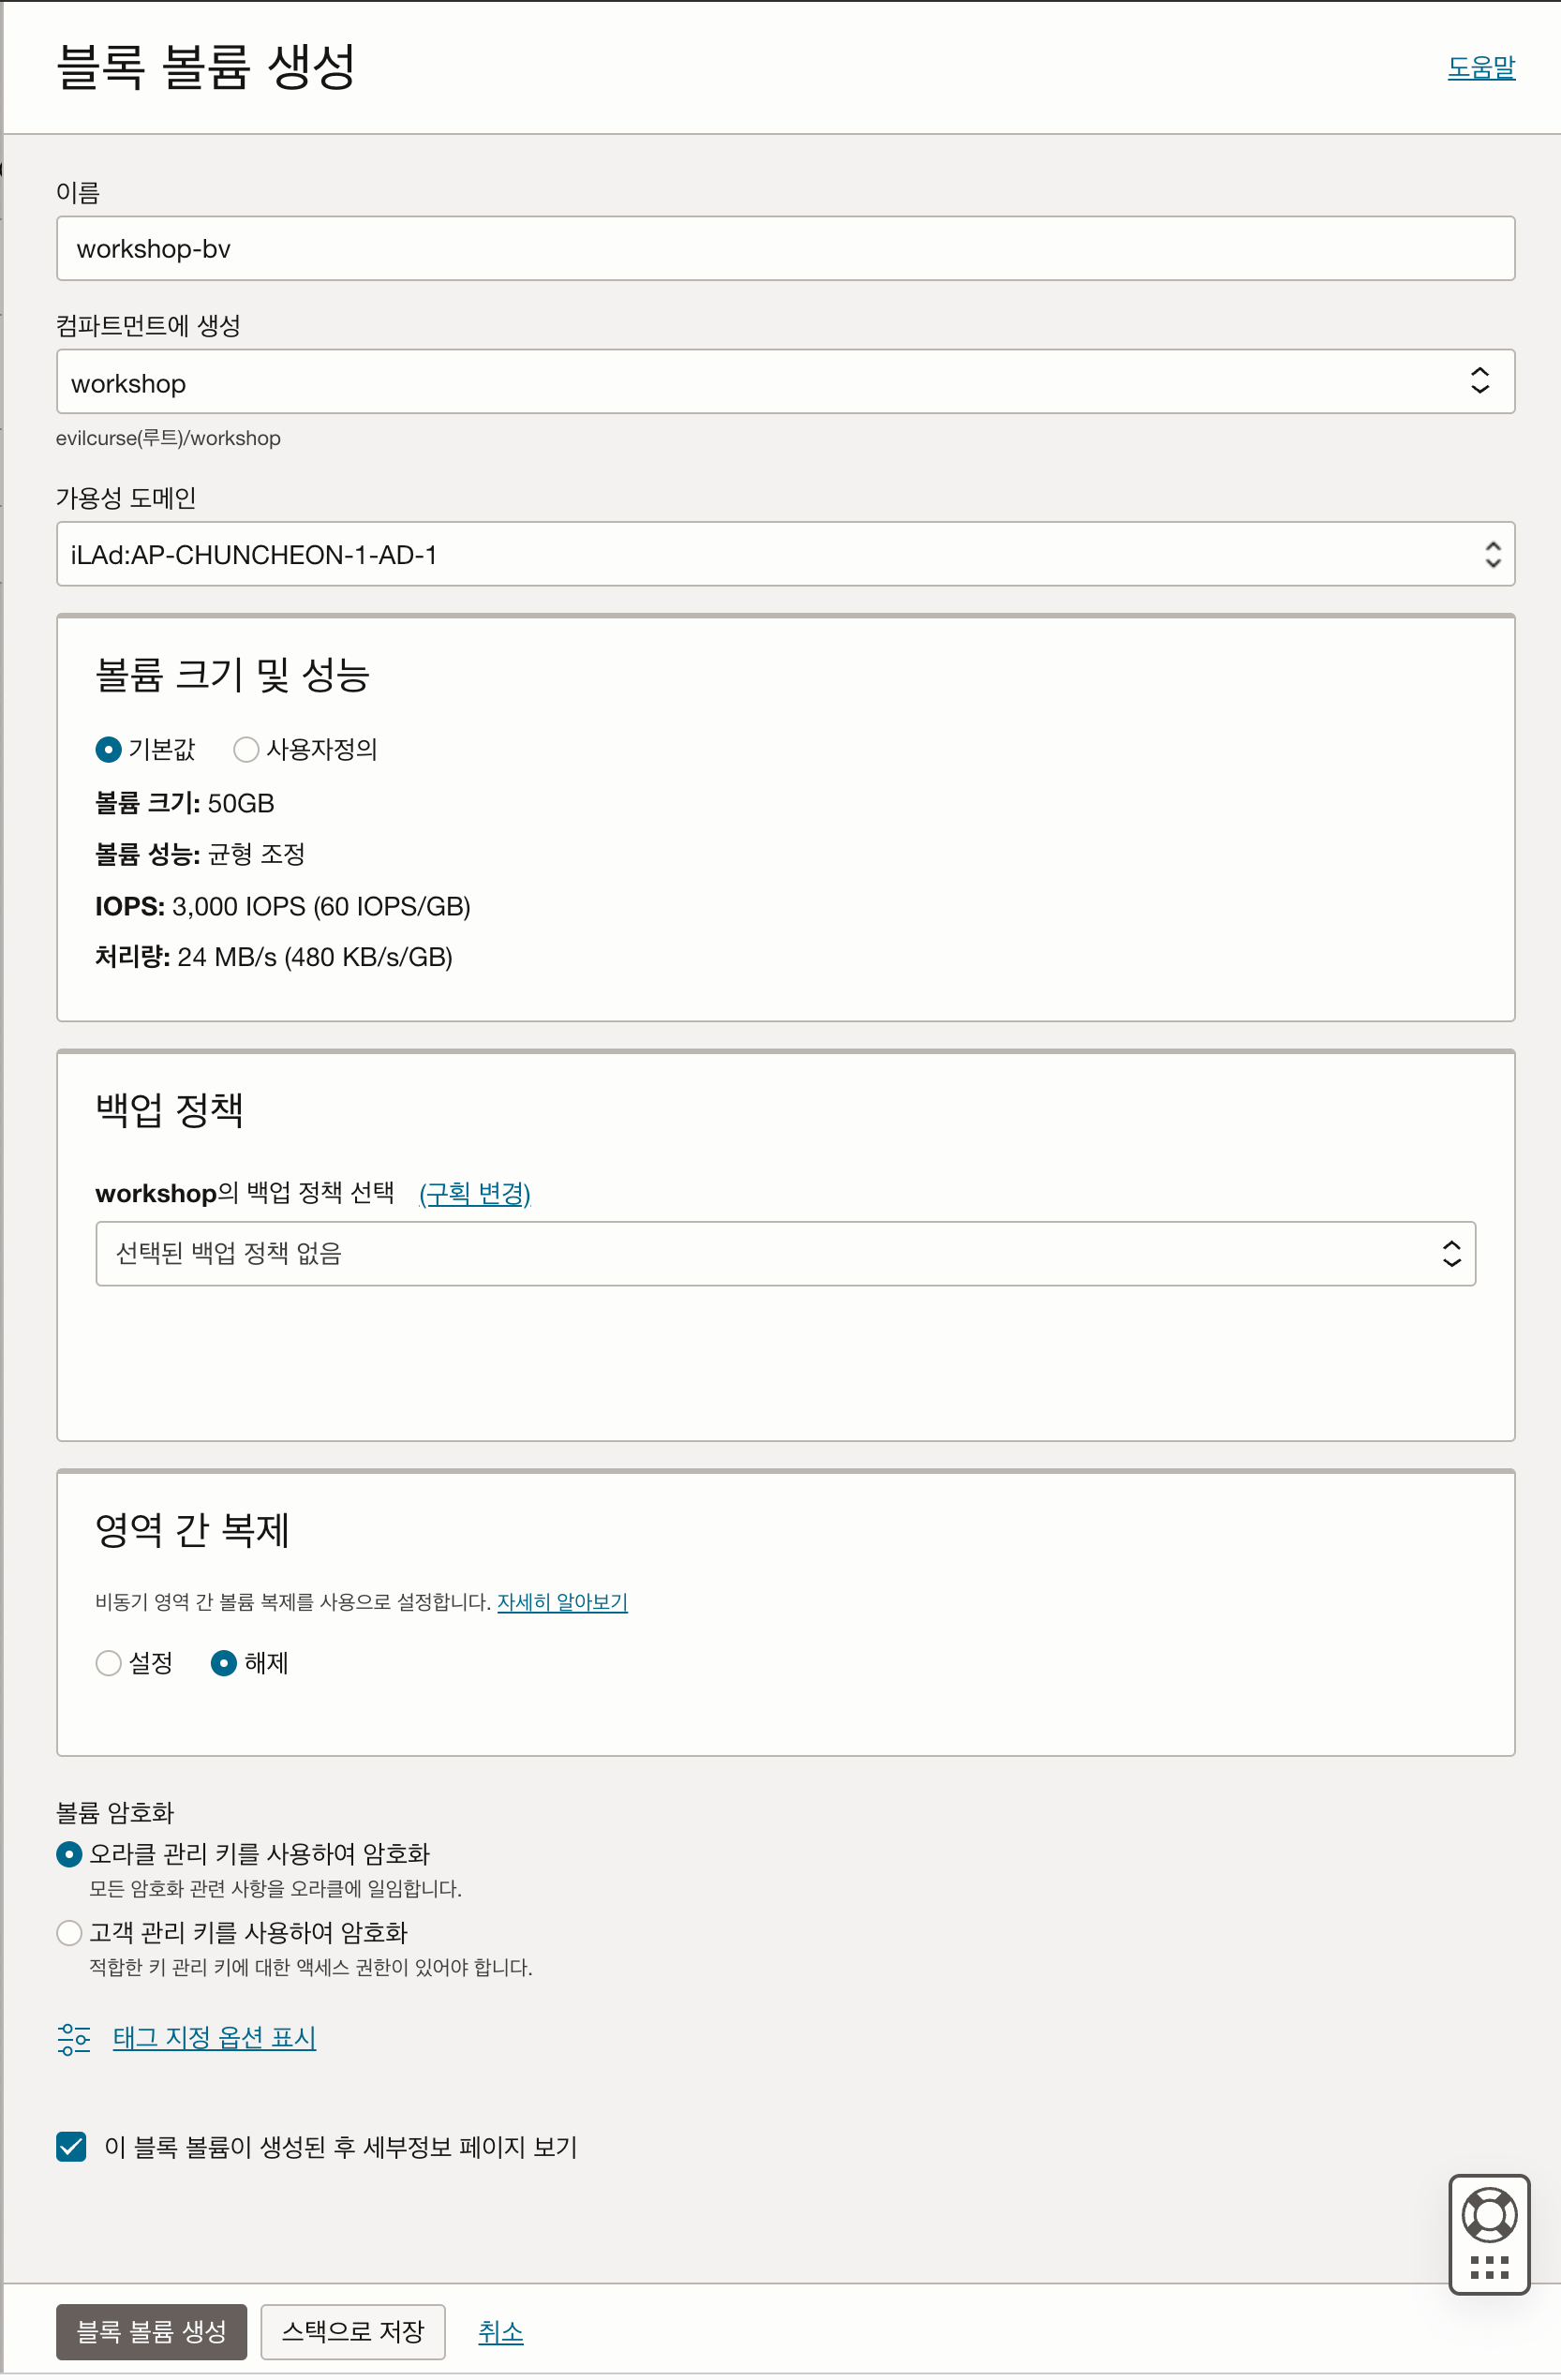 블록 볼륨 생성
도움말
이름
workshop-bv
컴파트먼트에 생성
workshop
evilcurse(루트)/workshop
가용성 도메인
iLAd:AP-CHUNCHEON-1-AD-1
볼륨 크기 및 성능
기본값 사용자정의
볼륨 크기: 50GB
볼륨 성능: 균형 조정
IOPS: 3,000 IOPS (60 IOPS/GB)
처리량: 24 MB/s (480 KB/s/GB)
백업 정책
workshop의 백업 정책 선택 (구획 변경)
선택된 백업 정책 없음
영역 간 복제
비동기 영역 간 볼륨 복제를 사용으로 설정합니다. 자세히 알아보기
설정 해제
볼륨 암호화
오라클 관리 키를 사용하여 암호화
모든 암호화 관련 사항을 오라클에 일임합니다.
고객 관리 키를 사용하여 암호화
적합한 키 관리 키에 대한 액세스 권한이 있어야 합니다.
태그 지정 옵션 표시
이 블록 볼륨이 생성된 후 세부정보 페이지 보기
블록 볼륨 생성 스택으로 저장 취소